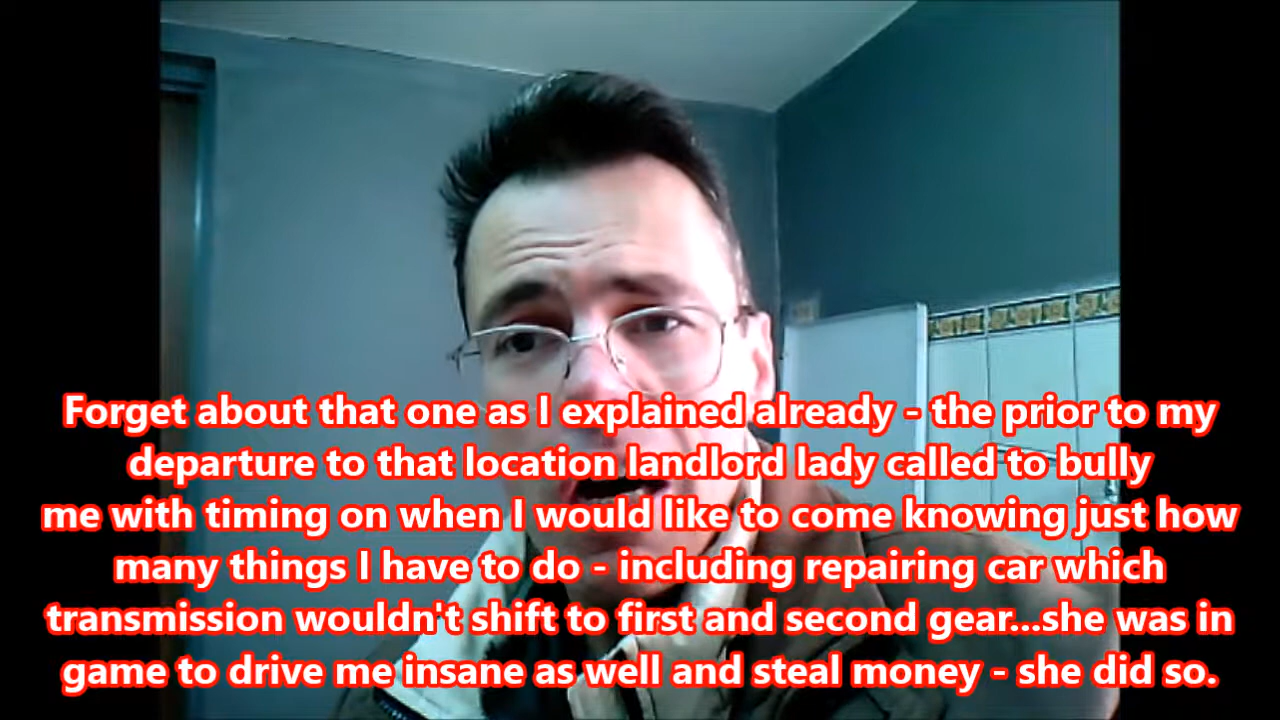 Forget about that one as I explained already - the prior to my
departure to that location landlord lady called to bully
me with timing on when I would like to come knowing just how
many things I have to do - including repairing car which
transmission wouldn't shift to first and second gear...she was in
game to drive me insane as well and steal money - she did so.